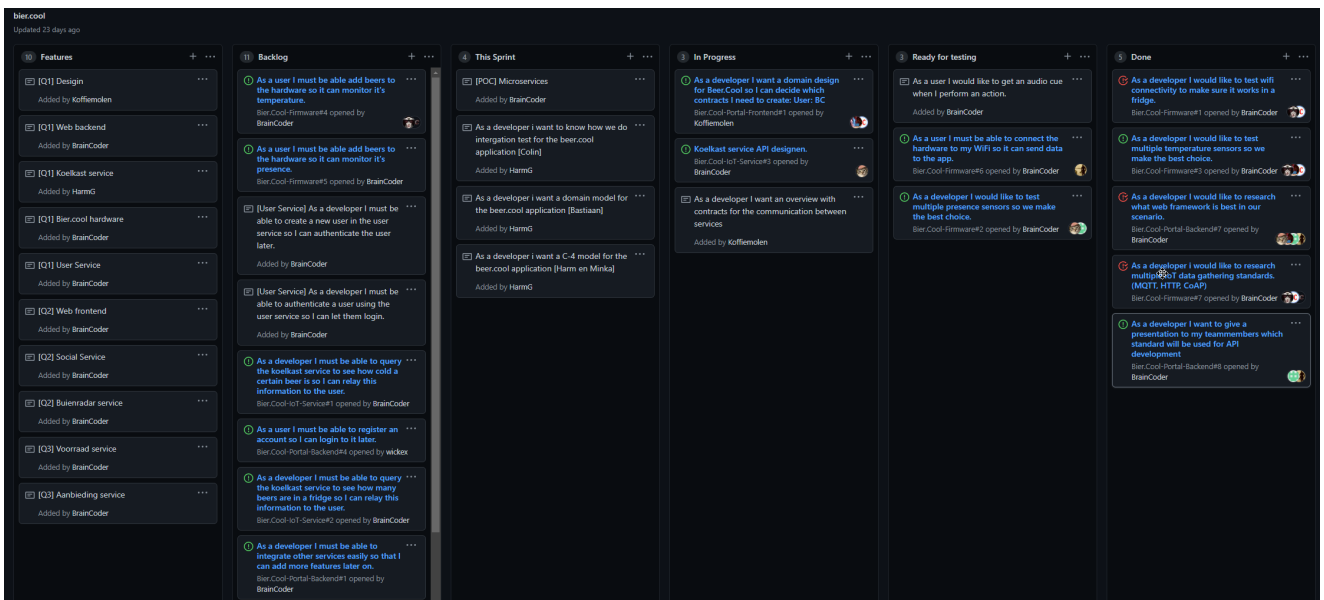 bier.cool
Updated 23 days ago
10 Features
[Q1] Desigin
Added by Koffiemolen
[Q1] Web backend
Added by BrainCoder
[Q1] Koelkast service
Added by HarmG
[Q1] Bier.cool hardware
Added by BrainCoder
[Q1] User Service
Added by BrainCoder
[Q2] Web frontend
Added by BrainCoder
[Q2] Social Service
Added by BrainCoder
[Q2] Buienradar service
Added by BrainCoder
[Q3] Voorraad service
Added by BrainCoder
[Q3] Aanbieding service
Added by BrainCoder
11 Backlog
As a user I must be able add beers to
the hardware so it can monitor it's
temperature.
Bier.Cool-Firmware#4 opened by
BrainCoder
As a user I must be able to add beers to
the hardware so it can monitor it's
presence.
Bier.Cool-Firmware#5 opened by BrainCoder
[User Service] As a developer I must be
able to create a new user in the user
service so I can authenticate the user
later.
Added by BrainCoder
[User Service] As a developer I must be
able to authenticate a user using the
user service so I can let them login.
Added by BrainCoder
As a developer I must be able to query
the koelkast service to see how cold a
certain beer is so I can relay this
information to the user.
Bier.Cool-IoT-Service#1 opened by BrainCoder
As a user I must be able to register an
account so I can login to it later.
Bier.Cool-Portal-Backend#4 opened by wickex
As a developer I must be able to query
the koelkast service to see how many
beers are in a fridge so I can relay this
information to the user.
Bier.Cool-IoT-Service#2 opened by BrainCoder
As a developer I must be able to
integrate other services easily so that I
can add more features later on.
Bier.Cool-Portal-Backend#1 opened by
BrainCoder
4 This Sprint
[POC] Microservices
Added by BrainCoder
As a developer i want to know how we do
intergation test for the beer.cool
application [Colin]
Added by HarmG
As a developer i want a domain model for
the beer.cool application [Bastiaan]
Added by HarmG
As a developer i want a C-4 model for the
beer.cool application [Harm en Minka]
Added by HarmG
3 In Progress
As a developer I want a domain design
for Beer.Cool so I can decide which
contracts I need to create: User: BC
Bier.Cool-Portal-Frontend#1 opened by
Koffiemolen
Koelkast service API designen.
Bier.Cool-IoT-Service#3 opened by
BrainCoder
As a developer I want an overview with
contracts for the communication between
services
Added by Koffiemolen
3 Ready for testing
As a user I would like to get an audio cue
when I perform an action.
Added by BrainCoder
As a user I must be able to connect the
hardware to my WiFi so it can send data
to the app.
Bier.Cool-Firmware#6 opened by BrainCoder
As a developer I would like to test
multiple presence sensors so we make
the best choice.
Bier.Cool-Firmware#2 opened by BrainCoder
5 Done
As a developer I would like to test wifi
connectivity to make sure it works in a
fridge.
Bier.Cool-Firmware#1 opened by BrainCoder
As a developer I would like to test
multiple temperature sensors so we
make the best choice.
Bier.Cool-Firmware#3 opened by BrainCoder
As a developer I would like to research
what web framework is best in our
scenario.
Bier.Cool-Portal-Backend#7 opened by
BrainCoder
As a developer i would like to research
multiple IoT data gathering standards.
(MQTT, HTTP, CoAP)
Bier.Cool-Firmware#7 opened by BrainCoder
As a developer I want to give a
presentation to my teammembers which
standard will be used for API
development
Bier.Cool-Portal-Backend#8 opened by
BrainCoder